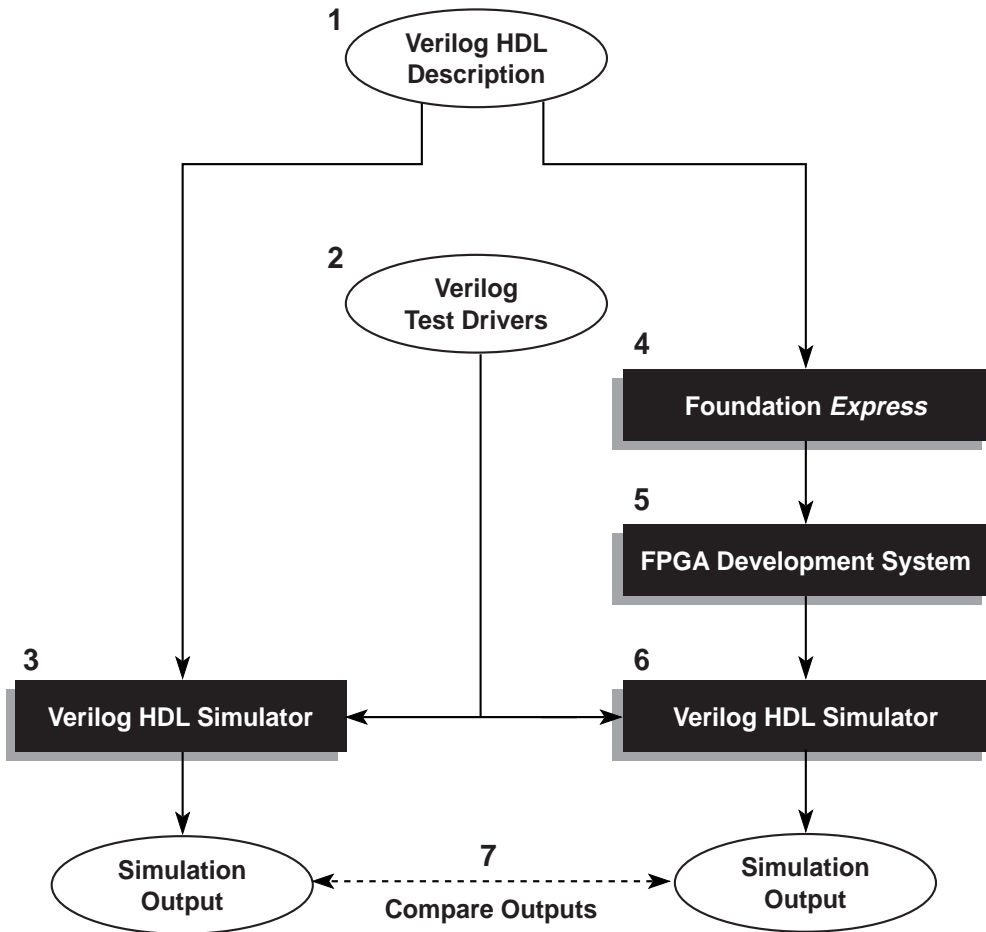 1
Verilog HDL
Description
2
Verilog
Test Drivers
4
Foundation Express
5
FPGA Development System
3
Verilog HDL Simulator
6
Verilog HDL Simulator
Simulation
Output
7
Compare Outputs
Simulation
Output